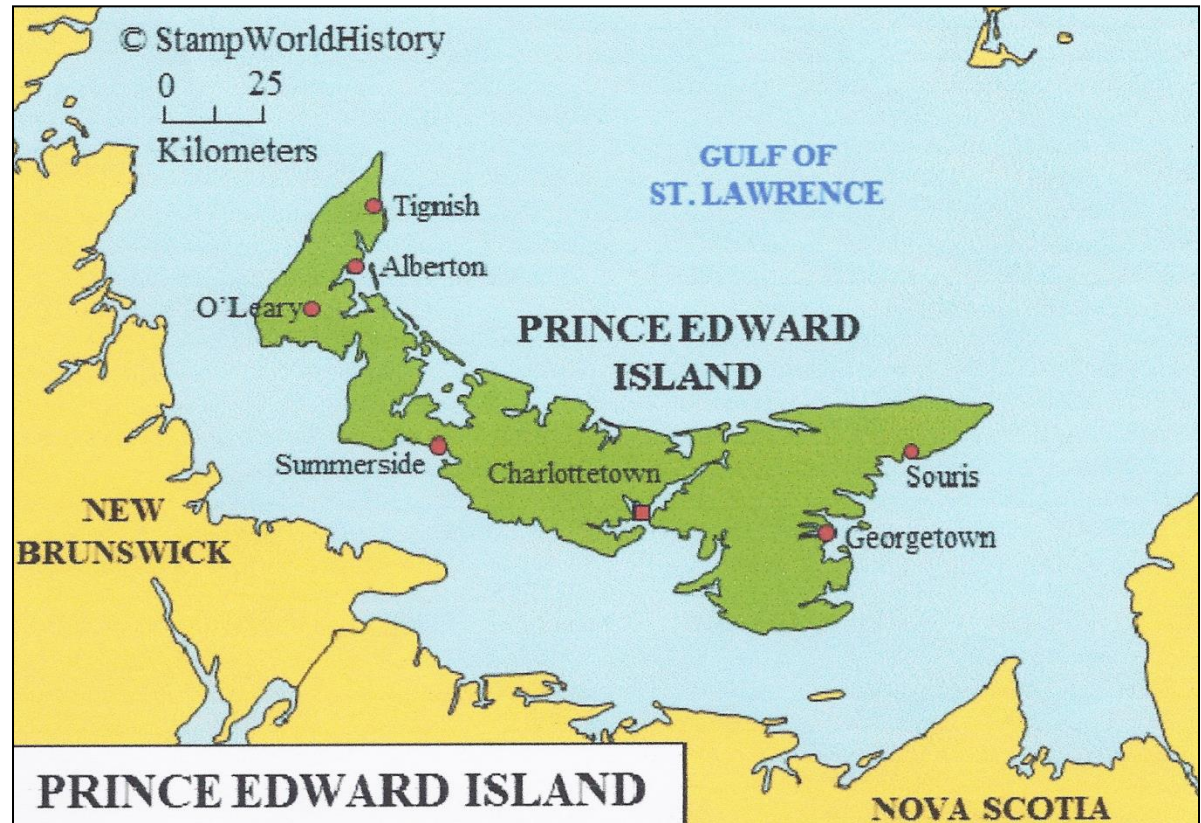 © StampWorldHistory
0 25
Kilometers
GULF OF
ST. LAWRENCE
Tignish
Alberton
O'Leary
PRINCE EDWARD
ISLAND
Summerside
Charlottetown
Souris
Georgetown
NEW
BRUNSWICK
PRINCE EDWARD ISLAND
NOVA SCOTIA